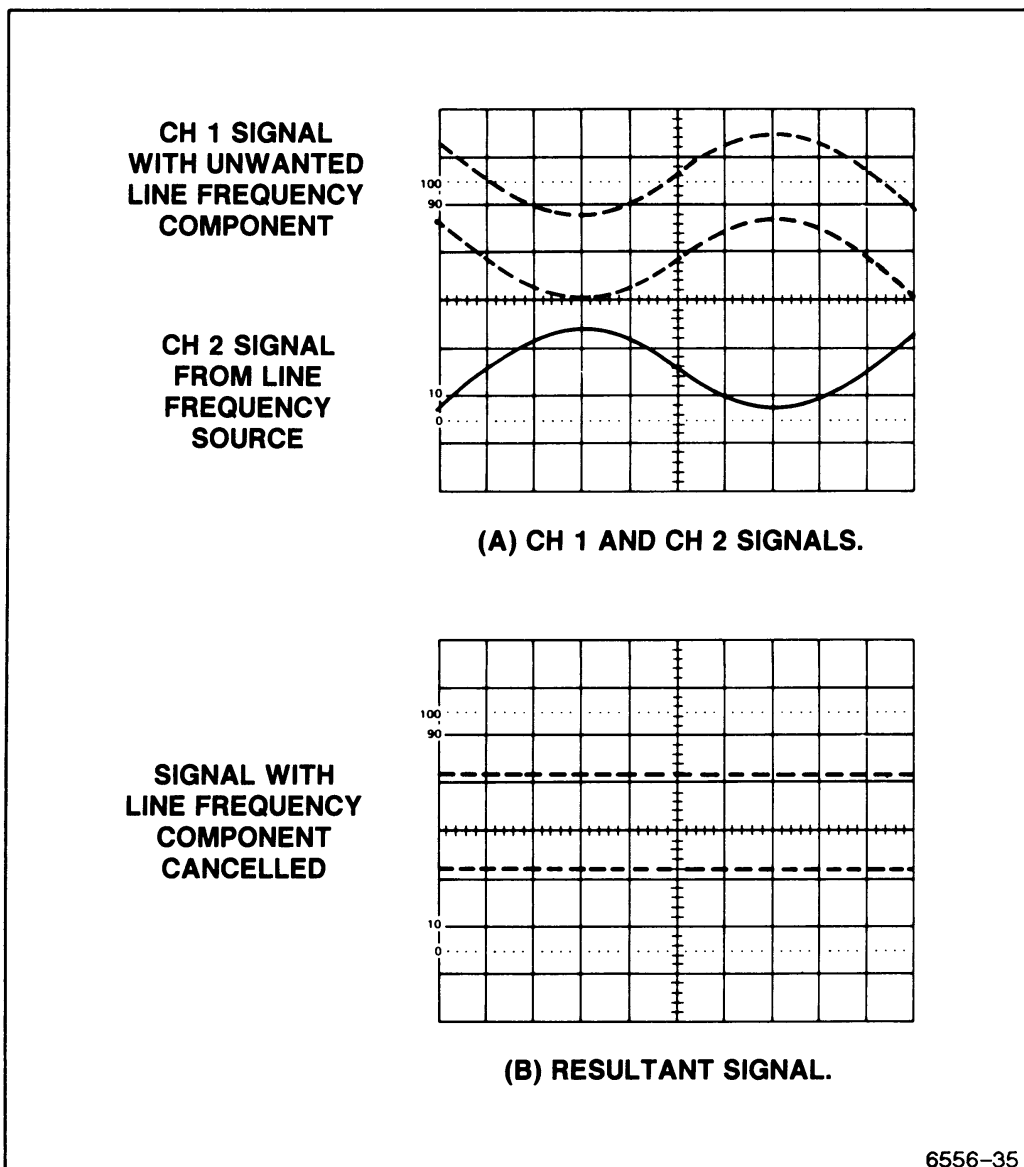 CH 1 SIGNAL
WITH UNWANTED
LINE FREQUENCY
COMPONENT
100
90
CH 2 SIGNAL
FROM LINE
FREQUENCY
SOURCE
10
0
(A) CH 1 AND CH 2 SIGNALS.
100
90
SIGNAL WITH
LINE FREQUENCY
COMPONENT
CANCELLED
10
0
(B) RESULTANT SIGNAL.
6556–35